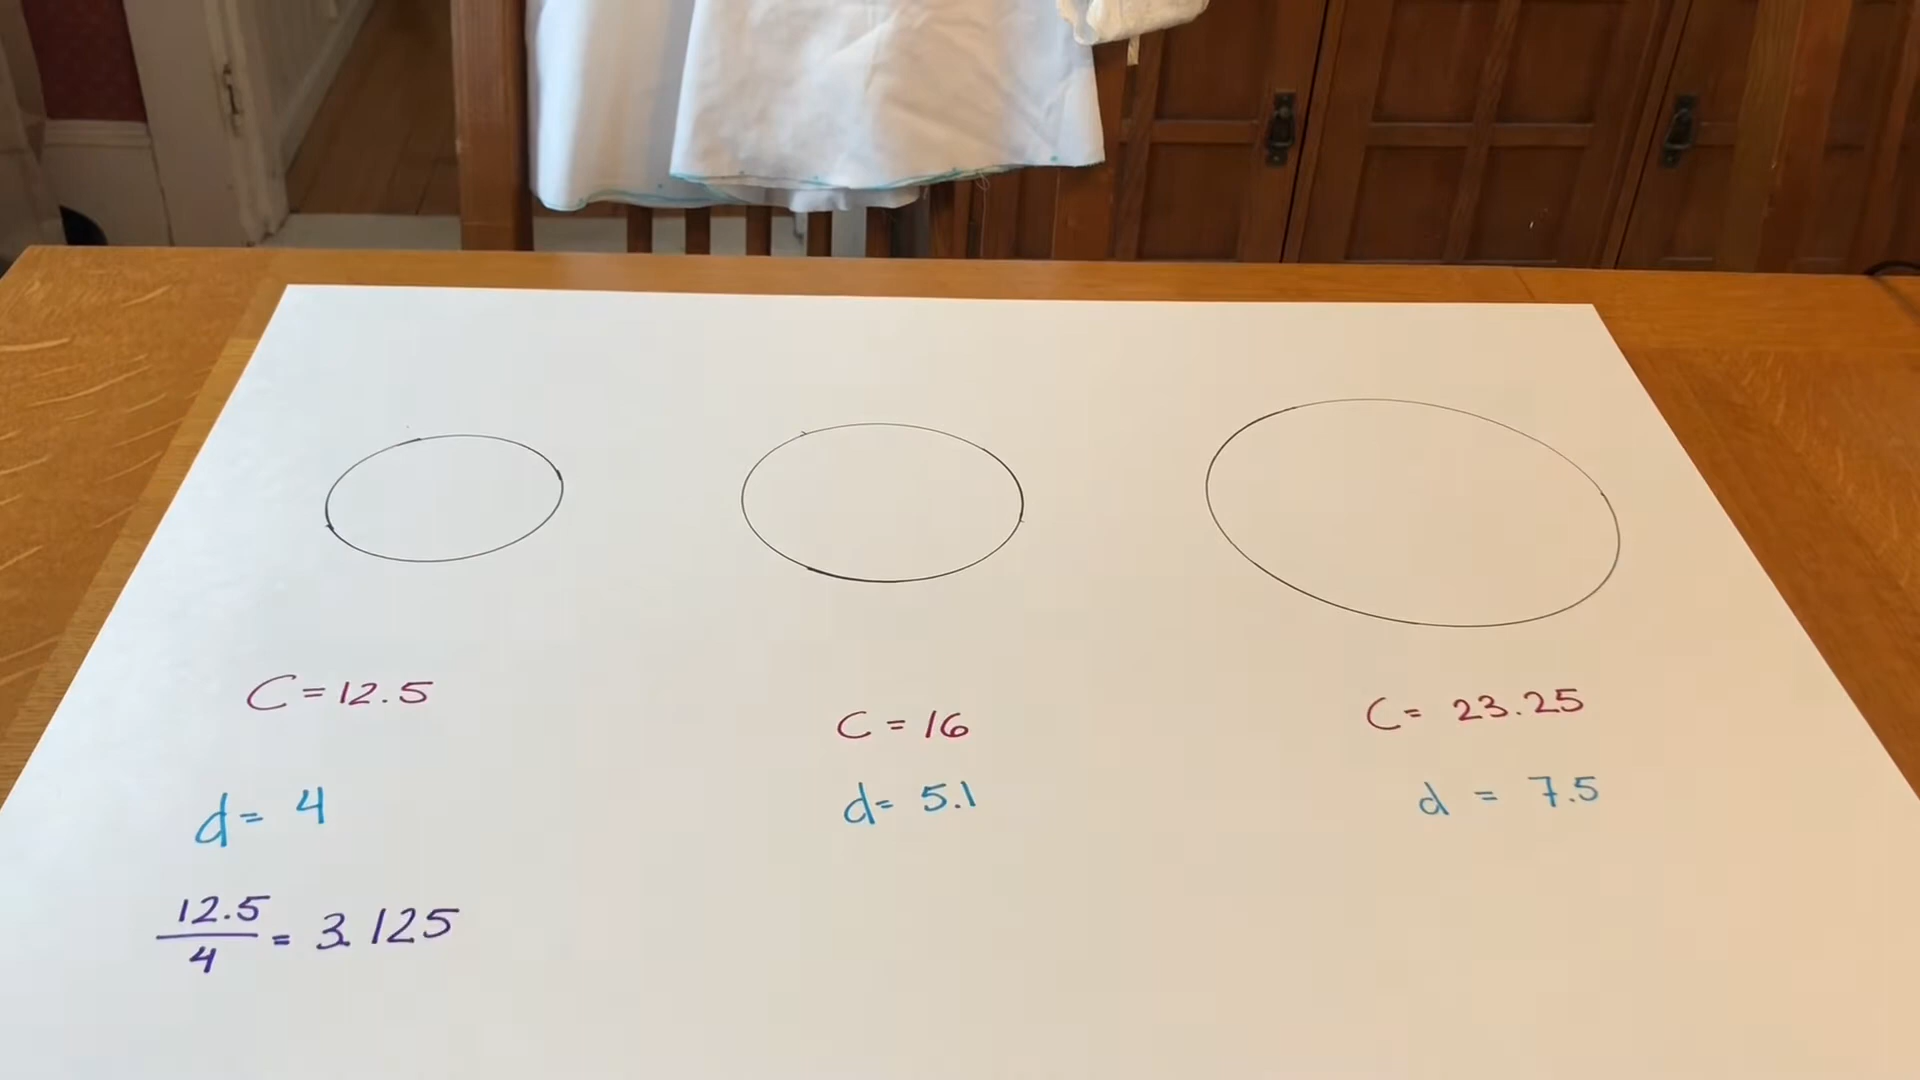 C = 12.5
d = 4
12.5
4
= 3.125
C = 16
d = 5.1
C = 23.25
d = 7.5